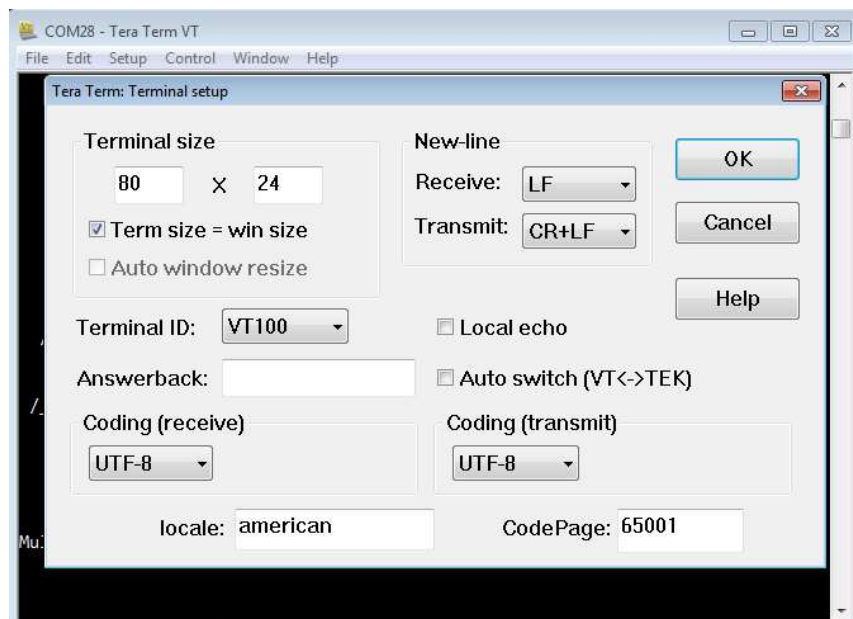 COM28 - Tera Term VT
File Edit Setup Control Window Help
Tera Term: Terminal setup
Terminal size
80 X 24
Term size = win size
Auto window resize
New-line
Receive: LF
Transmit: CR+LF
OK
Cancel
Help
Terminal ID: VT100
Local echo
Answerback:
Auto switch (VT<->TEK)
Coding (receive)
UTF-8
Coding (transmit)
UTF-8
locale: american
CodePage: 65001